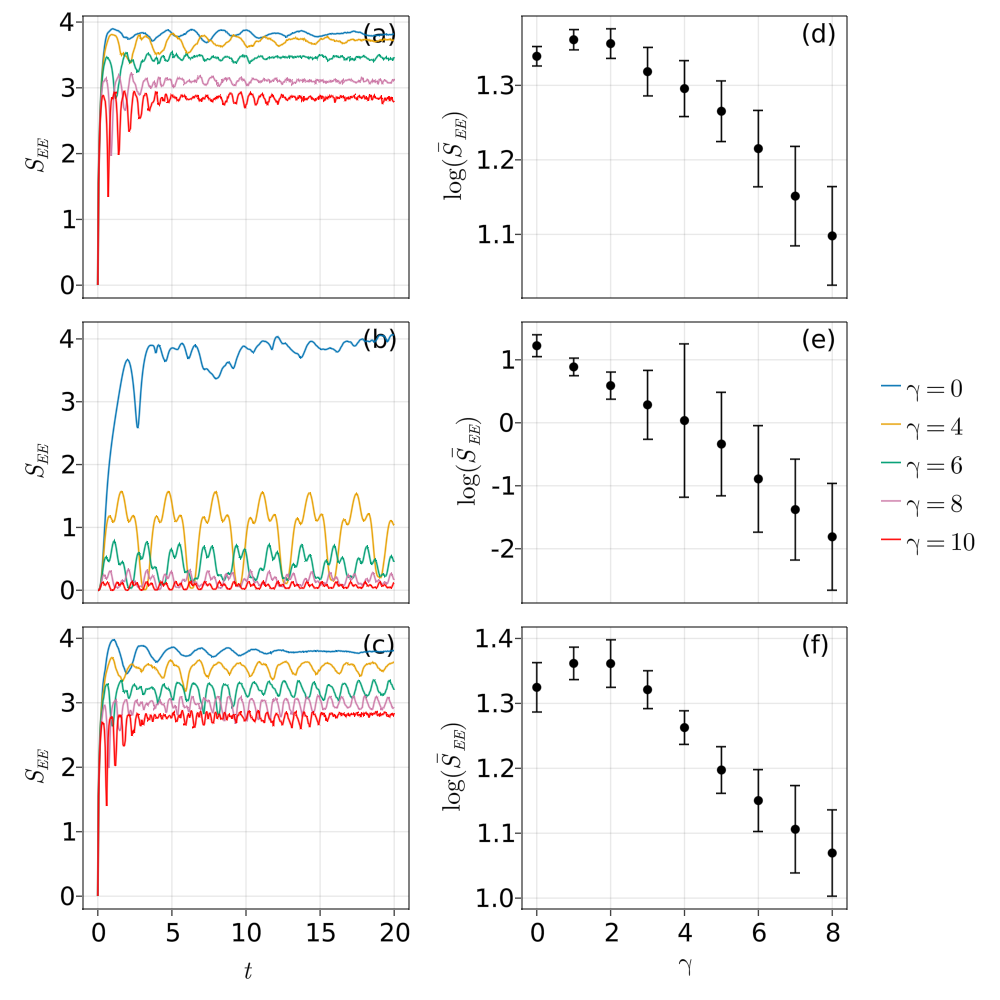 4
3
2
1
0
S_EE
(a)
1.3
1.2
1.1
log(S̄_EE)
(d)
4
3
2
1
0
S_EE
(b)
1
0
-1
-2
log(S̄_EE)
(e)
γ = 0
γ = 4
γ = 6
γ = 8
γ = 10
4
3
2
1
0
S_EE
(c)
0 5 10 15 20
t
1.4
1.3
1.2
1.1
1.0
log(S̄_EE)
(f)
0 2 4 6 8
γ